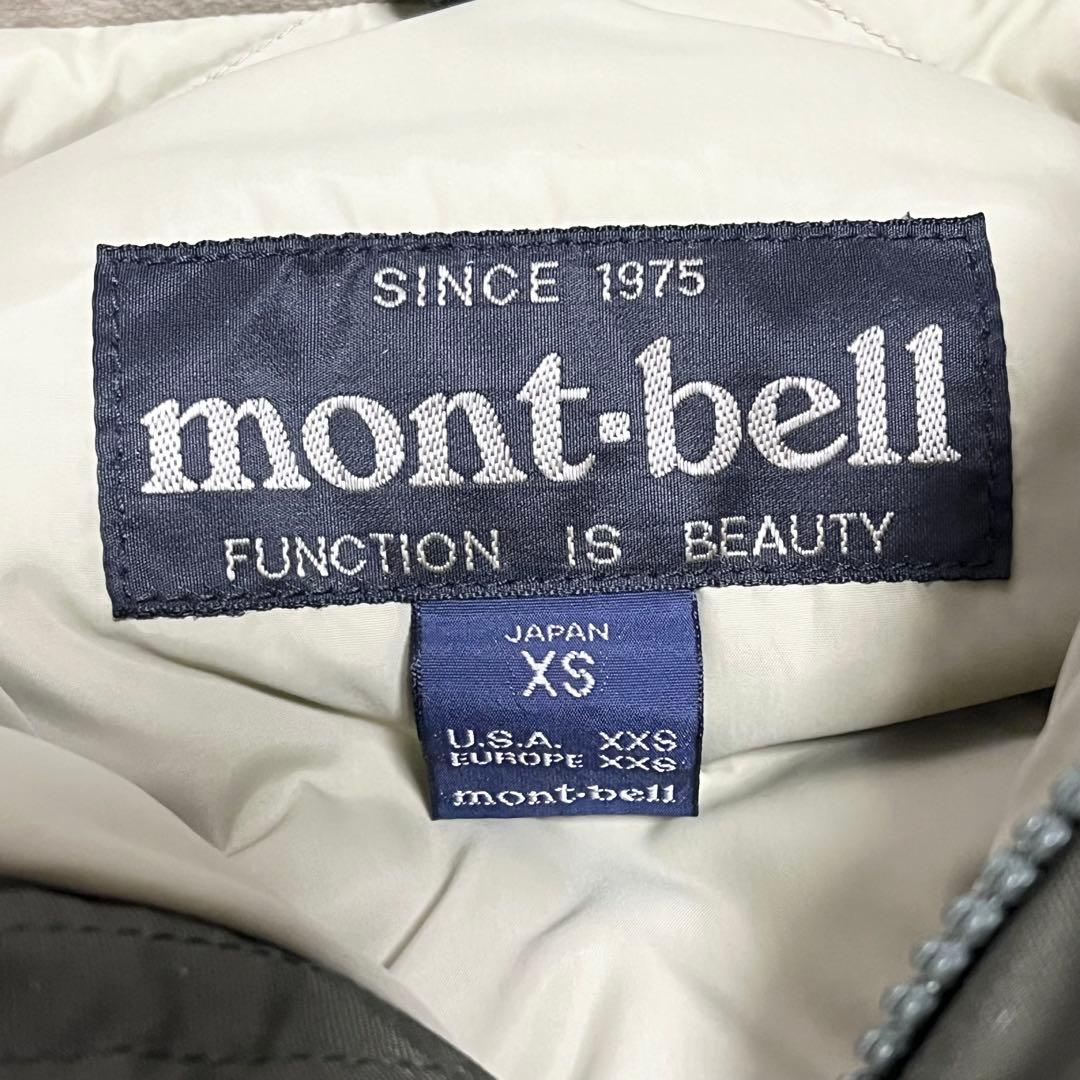 SINCE 1975
mont·bell
FUNCTION IS BEAUTY
JAPAN
XS
U.S.A. XXS
EUROPE XXS
mont·bell